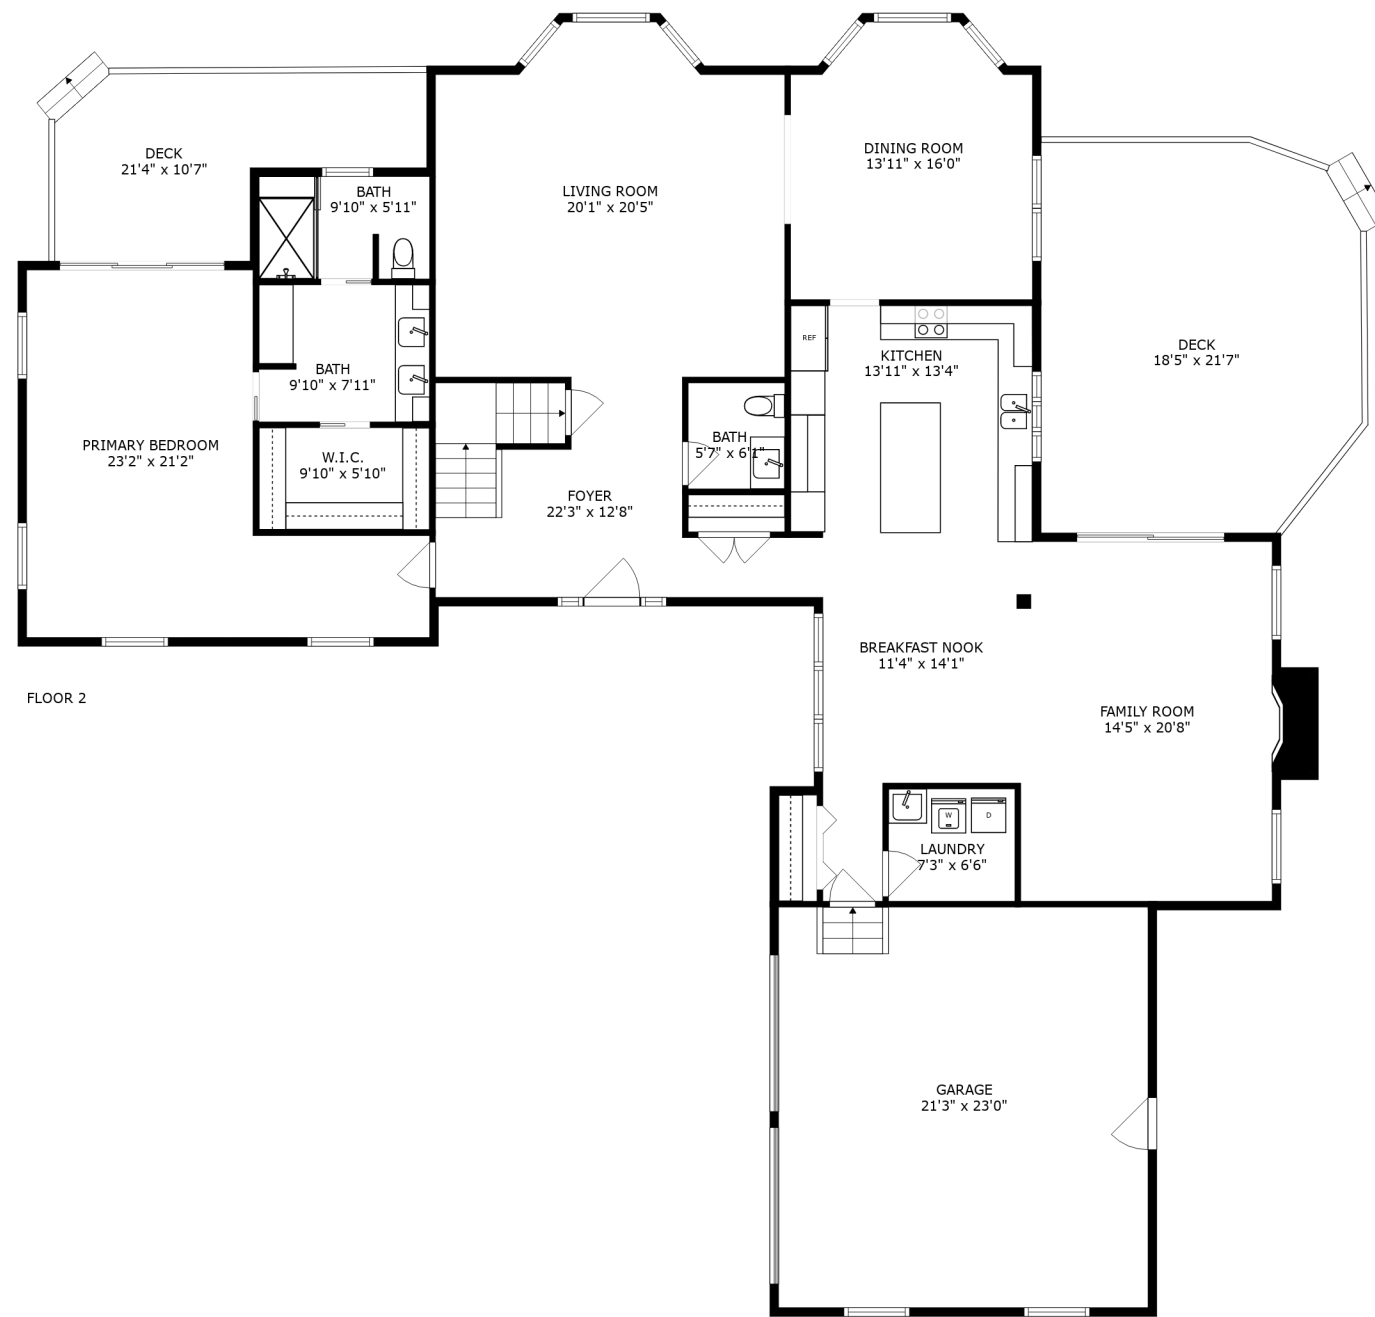 DECK
21'4" x 10'7"
BATH
9'10" x 5'11"
LIVING ROOM
20'1" x 20'5"
DINING ROOM
13'11" x 16'0"
REF
KITCHEN
13'11" x 13'4"
DECK
18'5" x 21'7"
BATH
9'10" x 7'11"
PRIMARY BEDROOM
23'2" x 21'2"
W.I.C.
9'10" x 5'10"
BATH
5'7" x 6'1"
FOYER
22'3" x 12'8"
BREAKFAST NOOK
11'4" x 14'1"
FLOOR 2
FAMILY ROOM
14'5" x 20'8"
W
D
LAUNDRY
7'3" x 6'6"
GARAGE
21'3" x 23'0"